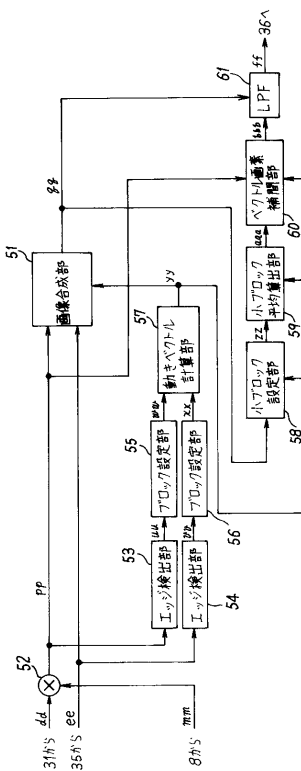 52
31から
dd
35から
ee
8から
mm
pp
51
画像合成部
qq
53
エッジ検出部
uu
55
ブロック設定部
ww
エッジ検出部
54
vv
ブロック設定部
56
xx
57
動きベクトル
計算部
yy
小ブロック
設定部
58
zz
小ブロック
平均算出部
59
aaa
ベクトル画素
補間部
60
bbb
61
LPF
ff
36へ